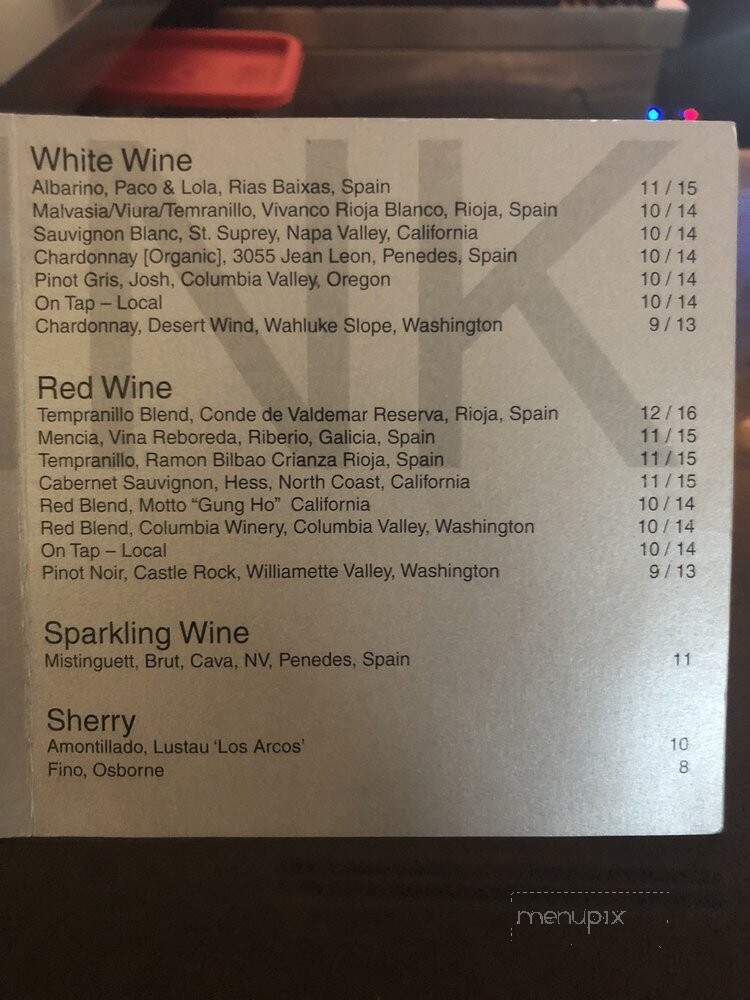 White Wine
Albarino, Paco & Lola, Rias Baixas, Spain 11 / 15
Malvasia/Viura/Temranillo, Vivanco Rioja Blanco, Rioja, Spain 10 / 14
Sauvignon Blanc, St. Suprey, Napa Valley, California 10 / 14
Chardonnay [Organic], 3055 Jean Leon, Penedes, Spain 10 / 14
Pinot Gris, Josh, Columbia Valley, Oregon 10 / 14
On Tap – Local 10 / 14
Chardonnay, Desert Wind, Wahluke Slope, Washington 9 / 13
Red Wine
Tempranillo Blend, Conde de Valdemar Reserva, Rioja, Spain 12 / 16
Mencia, Vina Reboreda, Riberio, Galicia, Spain 11 / 15
Tempranillo, Ramon Bilbao Crianza Rioja, Spain 11 / 15
Cabernet Sauvignon, Hess, North Coast, California 11 / 15
Red Blend, Motto “Gung Ho” California 10 / 14
Red Blend, Columbia Winery, Columbia Valley, Washington 10 / 14
On Tap – Local 10 / 14
Pinot Noir, Castle Rock, Williamette Valley, Washington 9 / 13
Sparkling Wine
Mistinguett, Brut, Cava, NV, Penedes, Spain 11
Sherry
Amontillado, Lustau ‘Los Arcos’ 10
Fino, Osborne 8
menupix